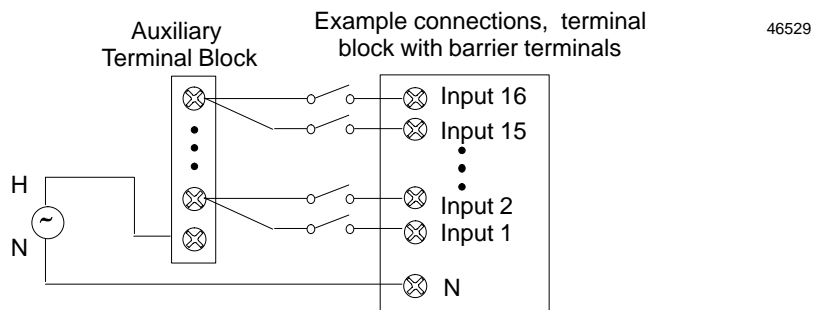 Auxiliary
Terminal Block
Example connections, terminal
block with barrier terminals
46529
Input 16
Input 15
Input 2
Input 1
N
H
~
N